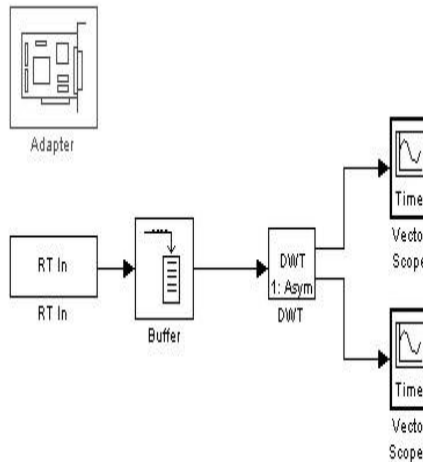 Adapter
RT In
RT In
Buffer
DWT
1: Asym
DWT
Time
Vecto
Scope
Time
Vecto
Scope